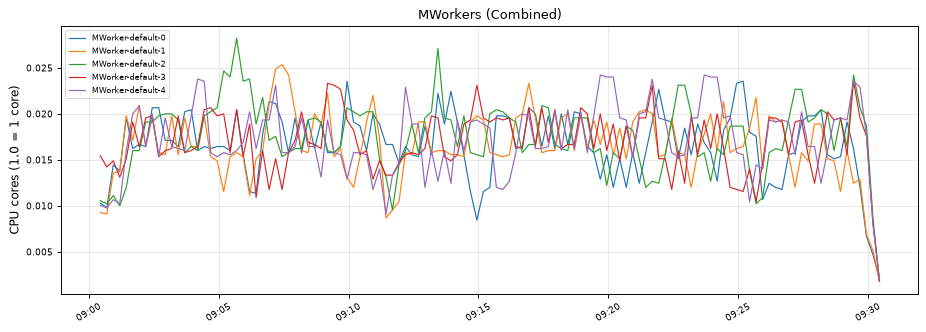 MWorkers (Combined)
MWorker-default-0
MWorker-default-1
MWorker-default-2
MWorker-default-3
MWorker-default-4
CPU cores (1.0 = 1 core)
0.025
0.020
0.015
0.010
0.005
09:00
09:05
09:10
09:15
09:20
09:25
09:30